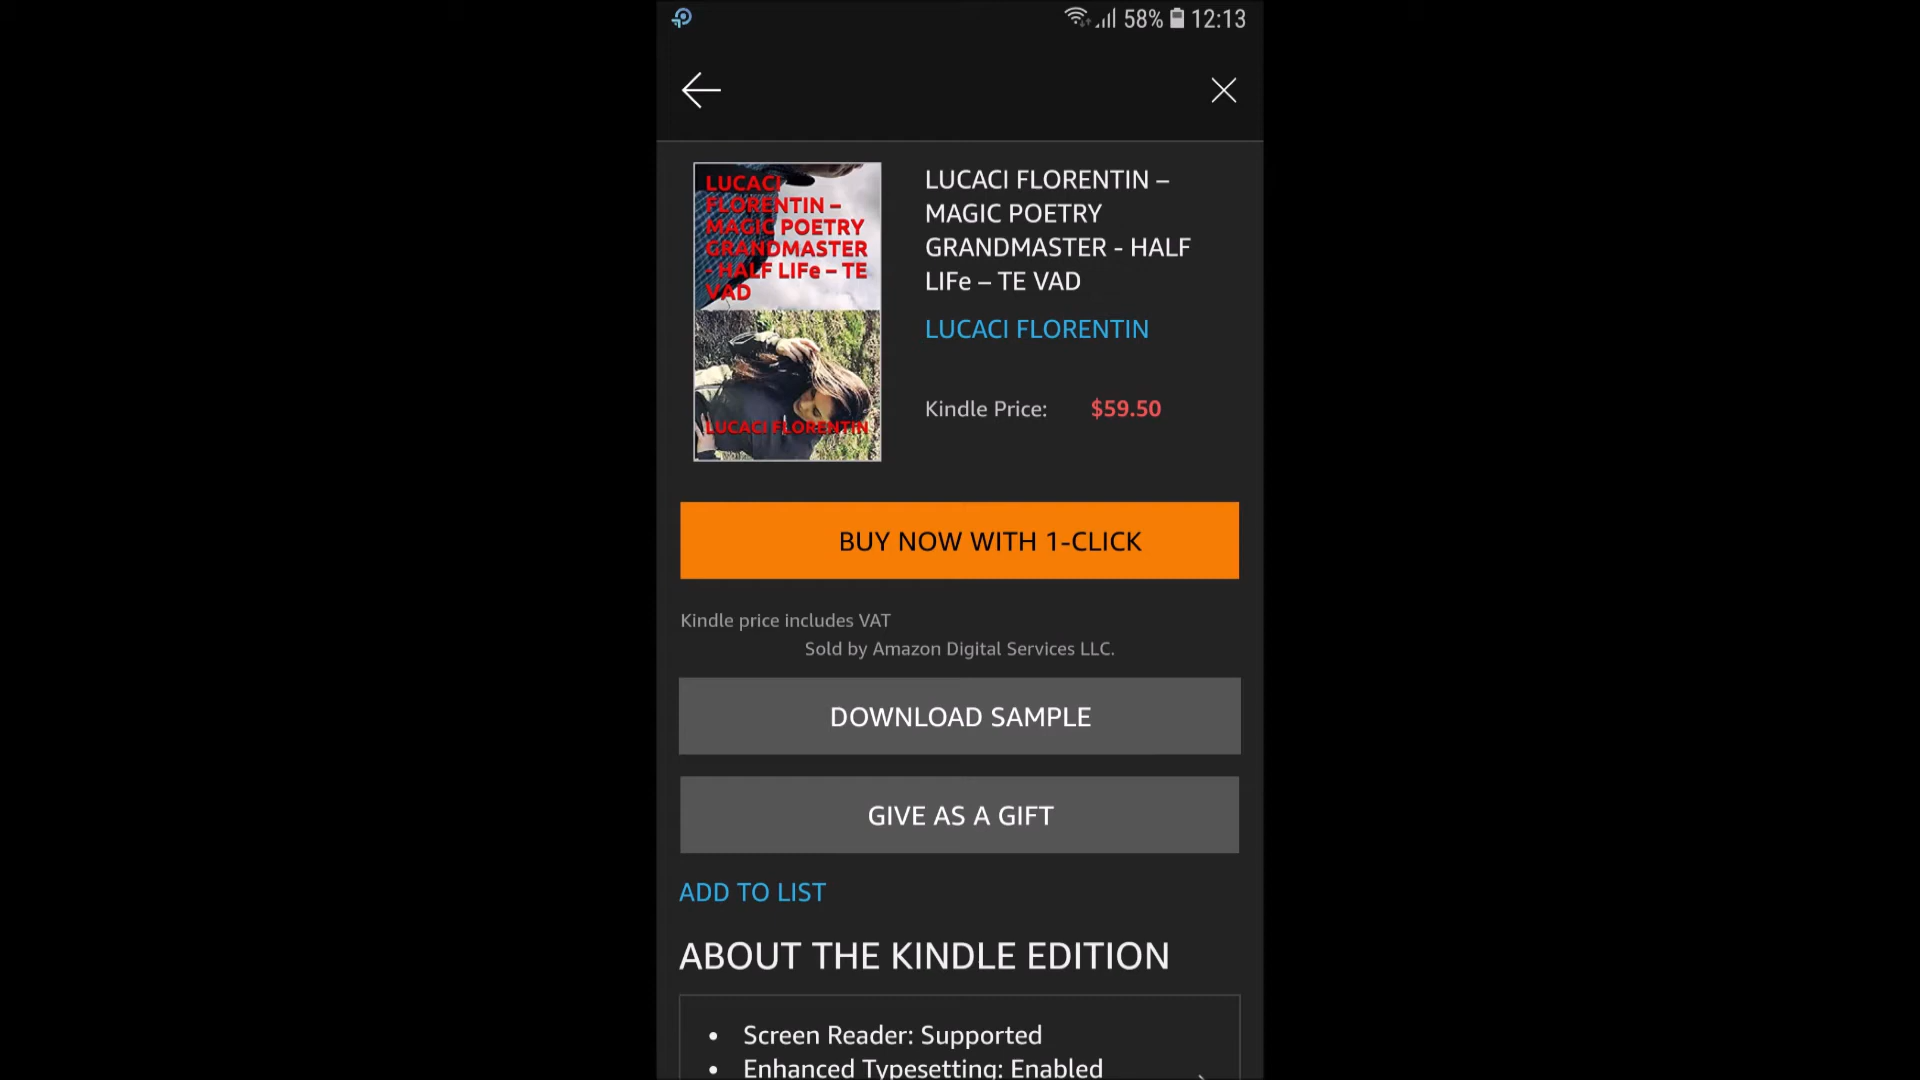 58% 12:13
LUCACI
FLORENTIN –
MAGIC POETRY
GRANDMASTER
- HALF LIFe – TE
VAD
LUCACI FLORENTIN
LUCACI FLORENTIN –
MAGIC POETRY
GRANDMASTER - HALF
LIFe – TE VAD
LUCACI FLORENTIN
Kindle Price: $59.50
BUY NOW WITH 1-CLICK
Kindle price includes VAT
Sold by Amazon Digital Services LLC.
DOWNLOAD SAMPLE
GIVE AS A GIFT
ADD TO LIST
ABOUT THE KINDLE EDITION
• Screen Reader: Supported
• Enhanced Typesetting: Enabled